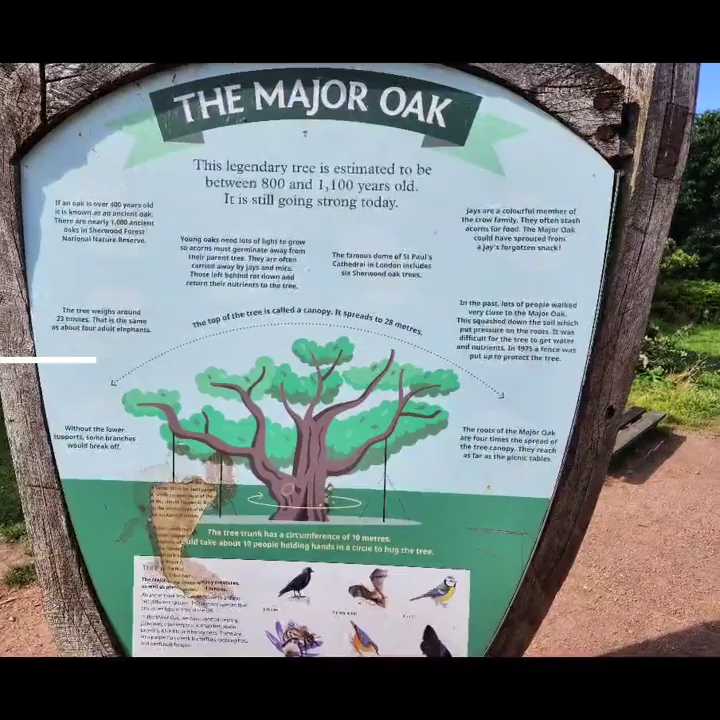 THE MAJOR OAK
This legendary tree is estimated to be
between 800 and 1,100 years old.
It is still going strong today.
If an oak is over 400 years old
it is known as an ancient oak.
There are nearly 1,000 ancient
oaks in Sherwood Forest
National Nature Reserve.
Young oaks need lots of light to grow
so acorns must germinate away from
their parent tree. They are often
carried away by jays and mice.
Those left behind rot down and
return their nutrients to the tree.
The famous dome of St Paul's
Cathedral in London includes
six Sherwood oak trees.
Jays are a colourful member of
the crow family. They often stash
acorns for food. The Major Oak
could have sprouted from
a jay's forgotten snack!
The tree weighs around
23 tonnes. That is the same
as about four adult elephants.
The top of the tree is called a canopy. It spreads to 28 metres.
In the past, lots of people walked
very close to the Major Oak.
This squashed down the soil which
put pressure on the roots. It was
difficult for the tree to get water
and nutrients. In 1975 a fence was
put up to protect the tree.
Without the lower
supports, some branches
would break off.
The roots of the Major Oak
are four times the spread of
the tree canopy. They reach
as far as the picnic tables.
The tree trunk has a circumference of 10 metres.
take about 10 people holding hands in a circle to hug the tree.